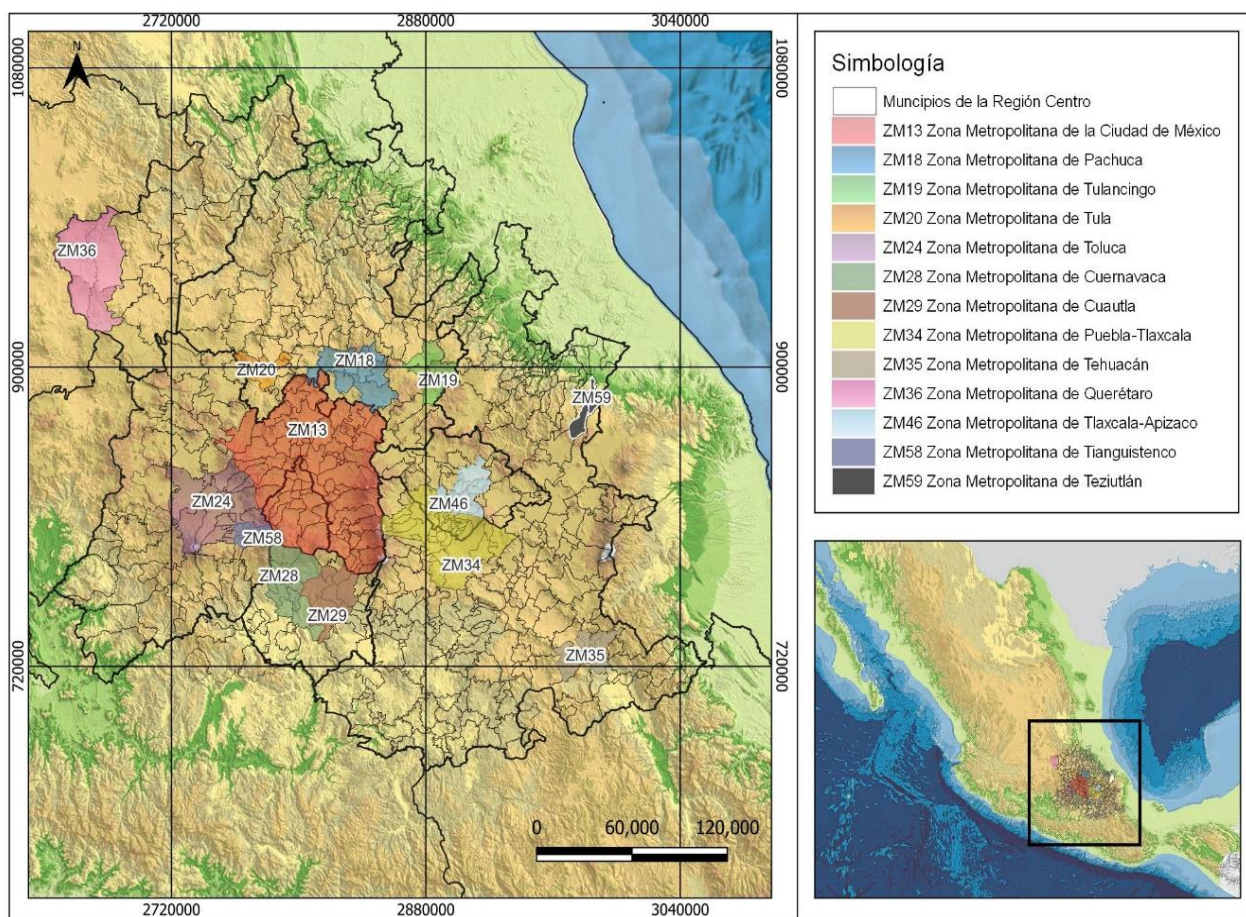 2720000
2880000
3040000
1080000
1080000
N
ZM36
900000
900000
ZM20
ZM18
ZM19
ZM59
ZM13
ZM24
ZM46
ZM58
ZM34
ZM28
ZM29
ZM35
720000
720000
0
60,000
120,000
2720000
2880000
3040000
Simbología
Muncipios de la Región Centro
ZM13 Zona Metropolitana de la Ciudad de México
ZM18 Zona Metropolitana de Pachuca
ZM19 Zona Metropolitana de Tulancingo
ZM20 Zona Metropolitana de Tula
ZM24 Zona Metropolitana de Toluca
ZM28 Zona Metropolitana de Cuernavaca
ZM29 Zona Metropolitana de Cuautla
ZM34 Zona Metropolitana de Puebla-Tlaxcala
ZM35 Zona Metropolitana de Tehuacán
ZM36 Zona Metropolitana de Querétaro
ZM46 Zona Metropolitana de Tlaxcala-Apizaco
ZM58 Zona Metropolitana de Tianguistenco
ZM59 Zona Metropolitana de Teziutlán